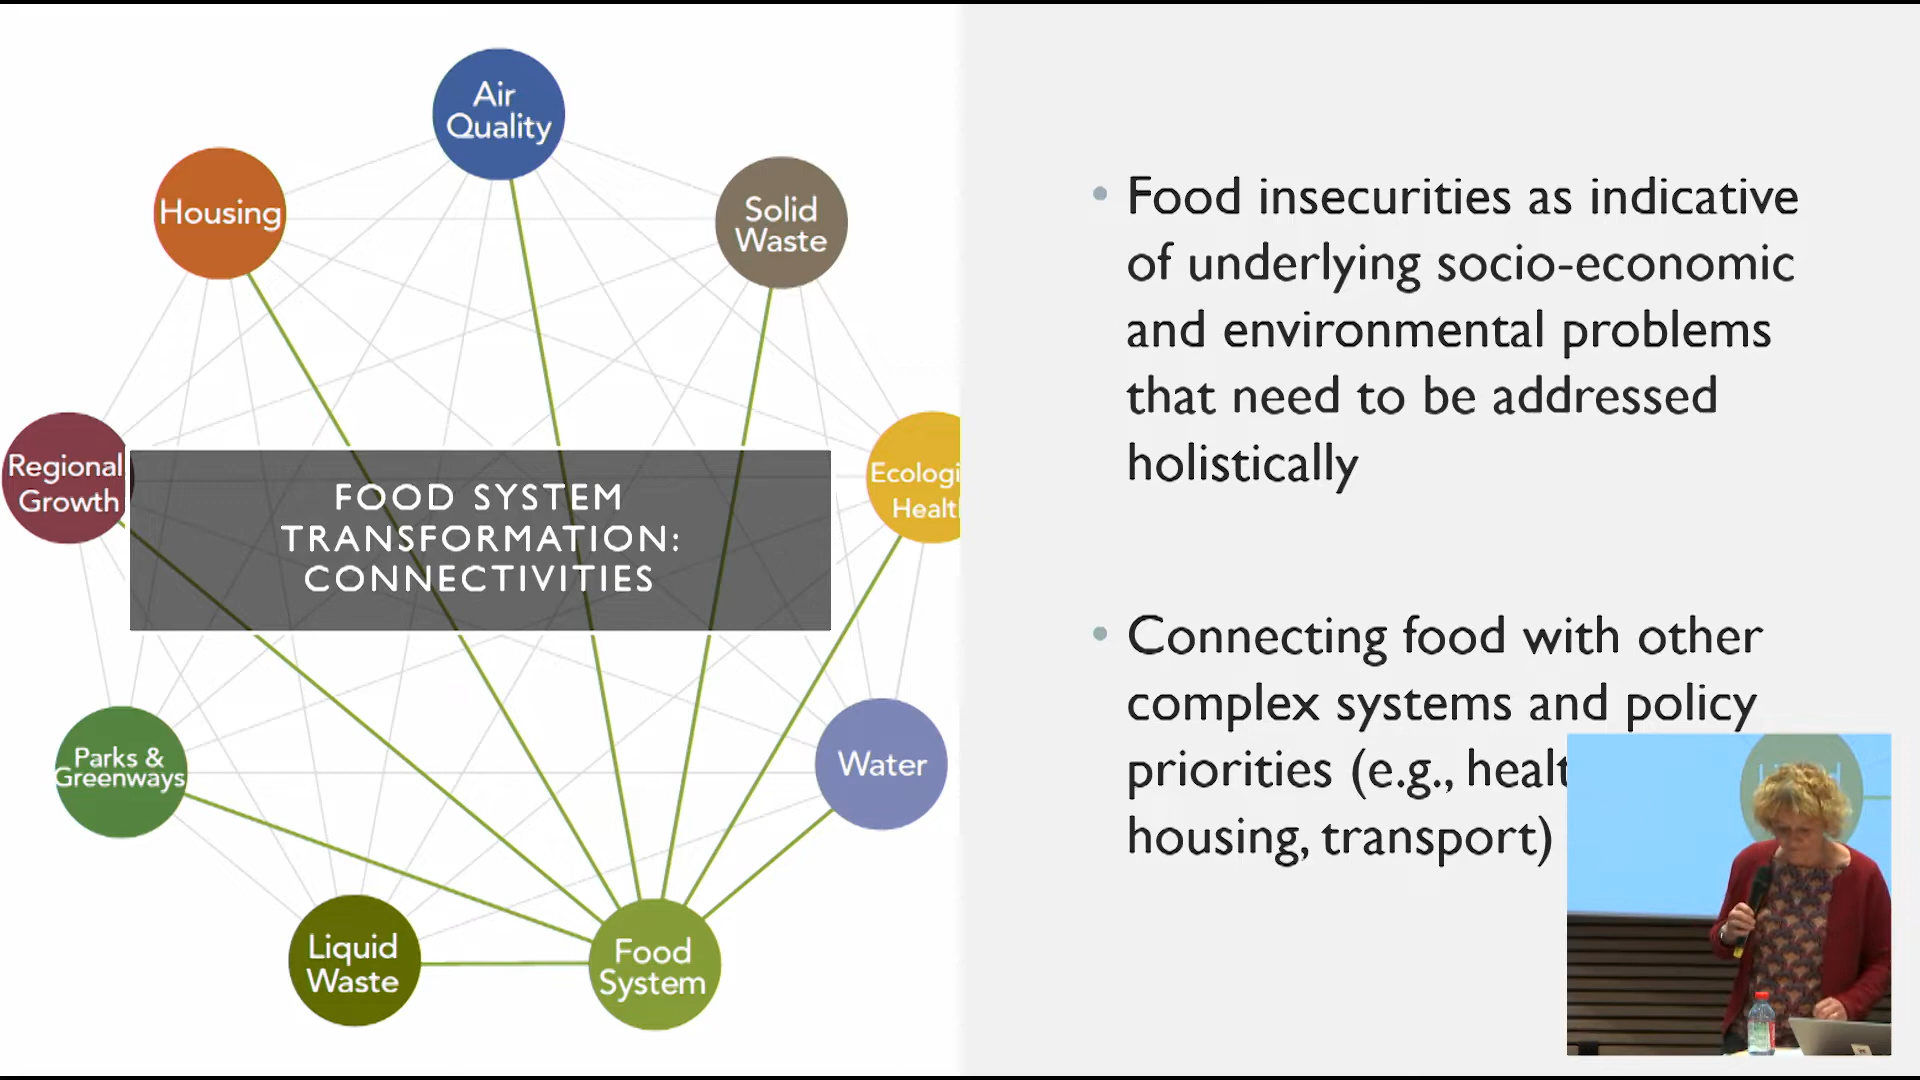 Air
Quality
Housing
Solid
Waste
Regional
Growth
Ecologi
Healt
FOOD SYSTEM
TRANSFORMATION:
CONNECTIVITIES
Parks &
Greenways
Water
Liquid
Waste
Food
System
• Food insecurities as indicative
of underlying socio-economic
and environmental problems
that need to be addressed
holistically
• Connecting food with other
complex systems and policy
priorities (e.g., healt
housing, transport)